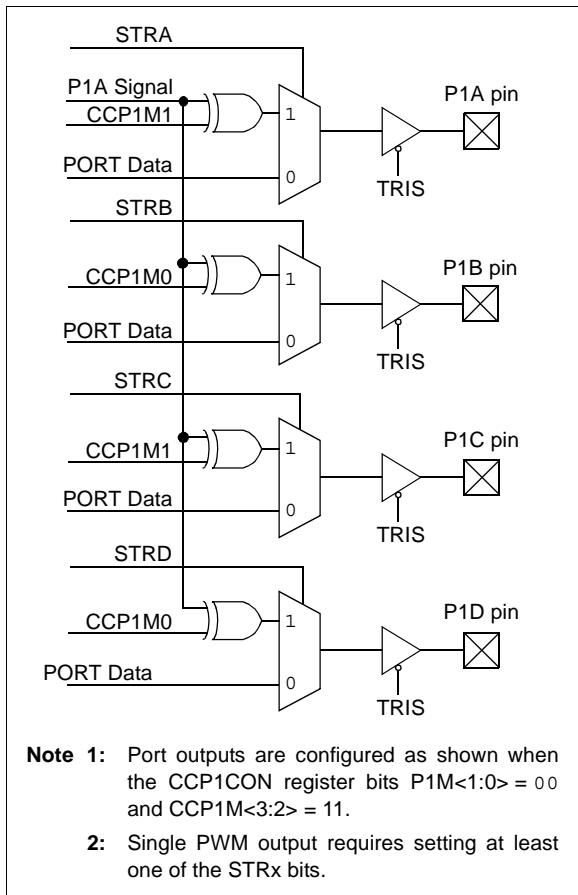 STRA
P1A Signal
CCP1M1
1
P1A pin
PORT Data
0
TRIS
STRB
CCP1M0
1
P1B pin
PORT Data
0
TRIS
STRC
CCP1M1
1
P1C pin
PORT Data
0
TRIS
STRD
CCP1M0
1
P1D pin
PORT Data
0
TRIS
Note 1: Port outputs are configured as shown when
the CCP1CON register bits P1M<1:0> = 00
and CCP1M<3:2> = 11.
2: Single PWM output requires setting at least
one of the STRx bits.